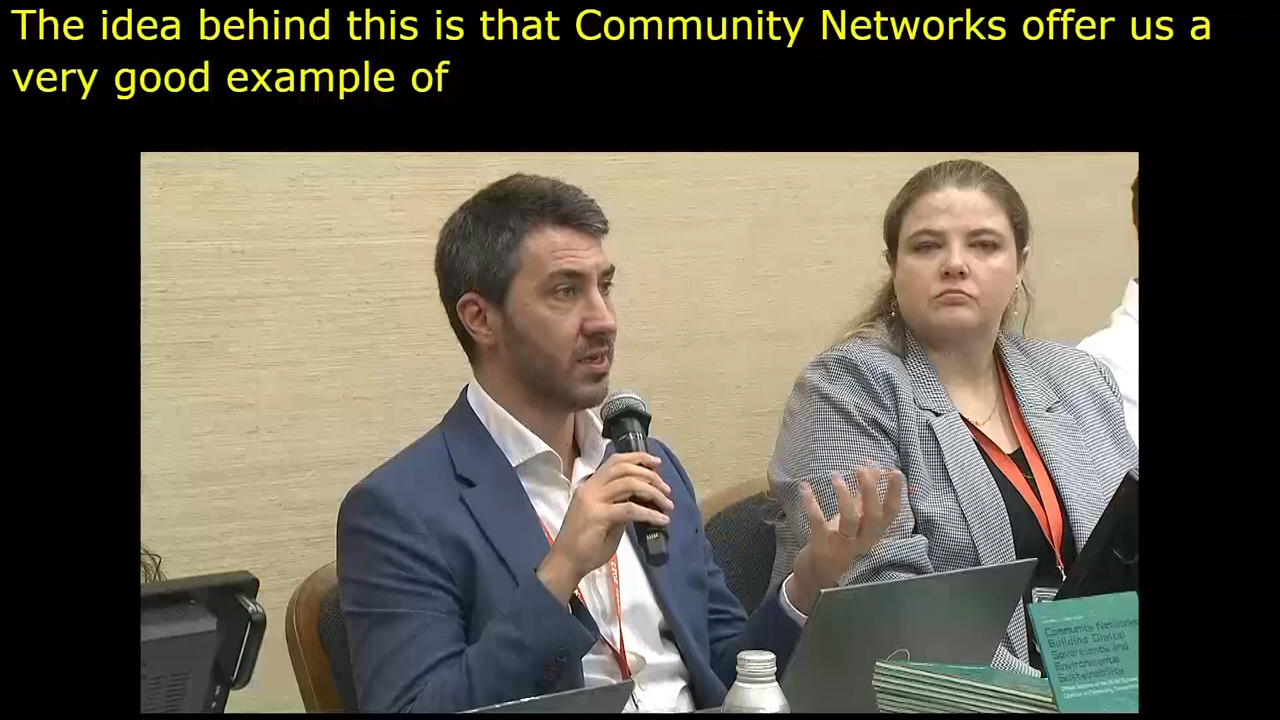 The idea behind this is that Community Networks offer us a
very good example of
Community Networks
Building Digital
Sovereignty and
Environmental
Sustainability